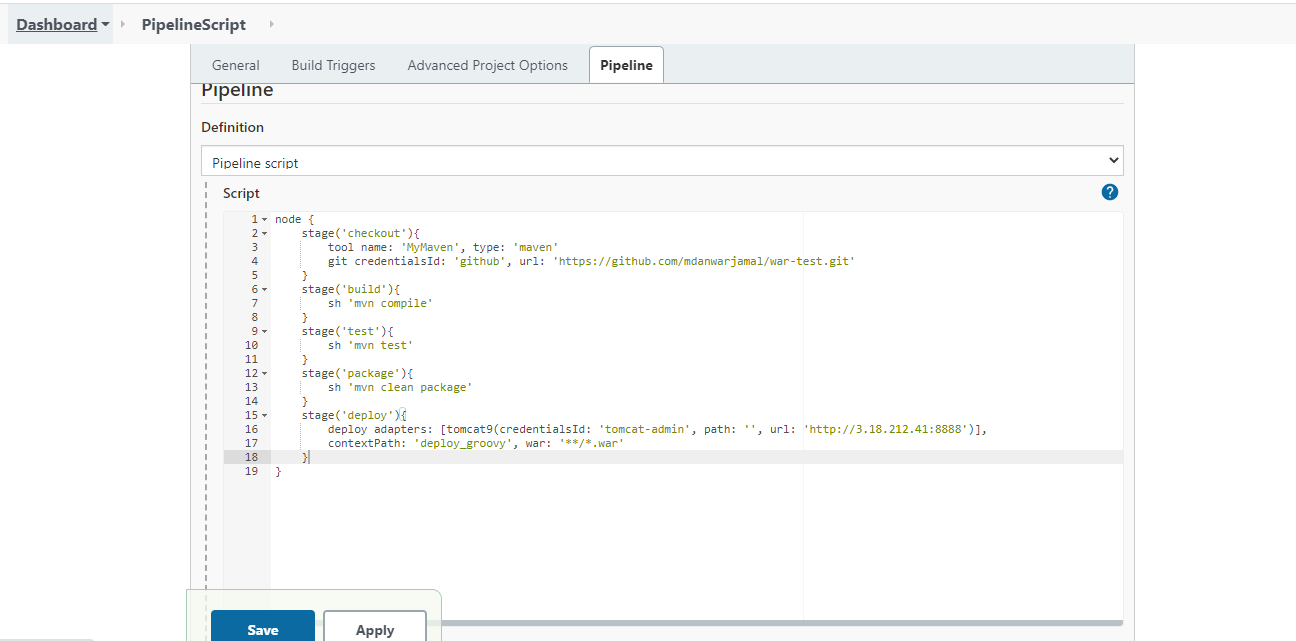 Dashboard PipelineScript
General Build Triggers Advanced Project Options Pipeline
Pipeline
Definition
Pipeline script
Script ?
1 node {
2 stage('checkout'){
3 tool name: 'MyMaven', type: 'maven'
4 git credentialsId: 'github', url: 'https://github.com/mdanwarjamal/war-test.git'
5 }
6 stage('build'){
7 sh 'mvn compile'
8 }
9 stage('test'){
10 sh 'mvn test'
11 }
12 stage('package'){
13 sh 'mvn clean package'
14 }
15 stage('deploy'){
16 deploy adapters: [tomcat9(credentialsId: 'tomcat-admin', path: '', url: 'http://3.18.212.41:8888')],
17 contextPath: 'deploy_groovy', war: '**/*.war'
18 }
19 }
Save Apply